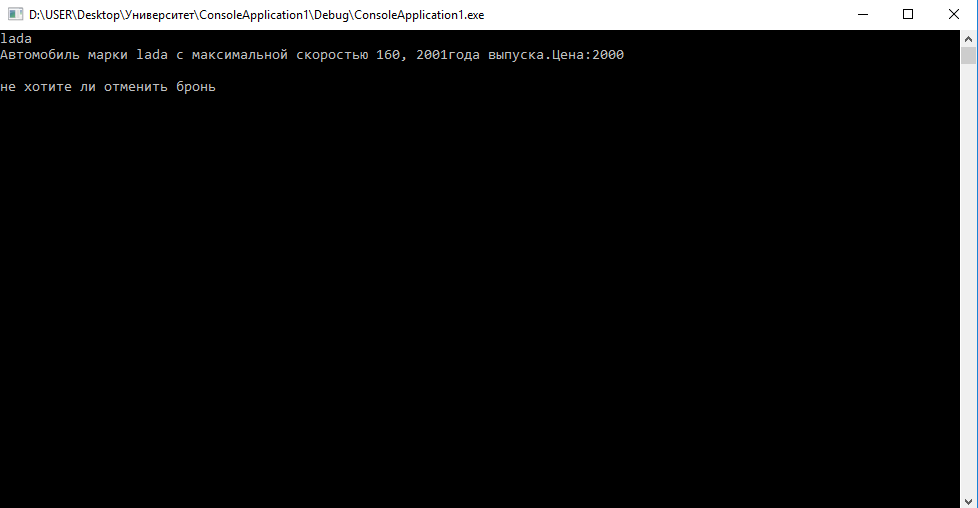 D:\USER\Desktop\Университет\ConsoleApplication1\Debug\ConsoleApplication1.exe
lada
Автомобиль марки lada с максимальной скоростью 160, 2001года выпуска.Цена:2000
не хотите ли отменить бронь